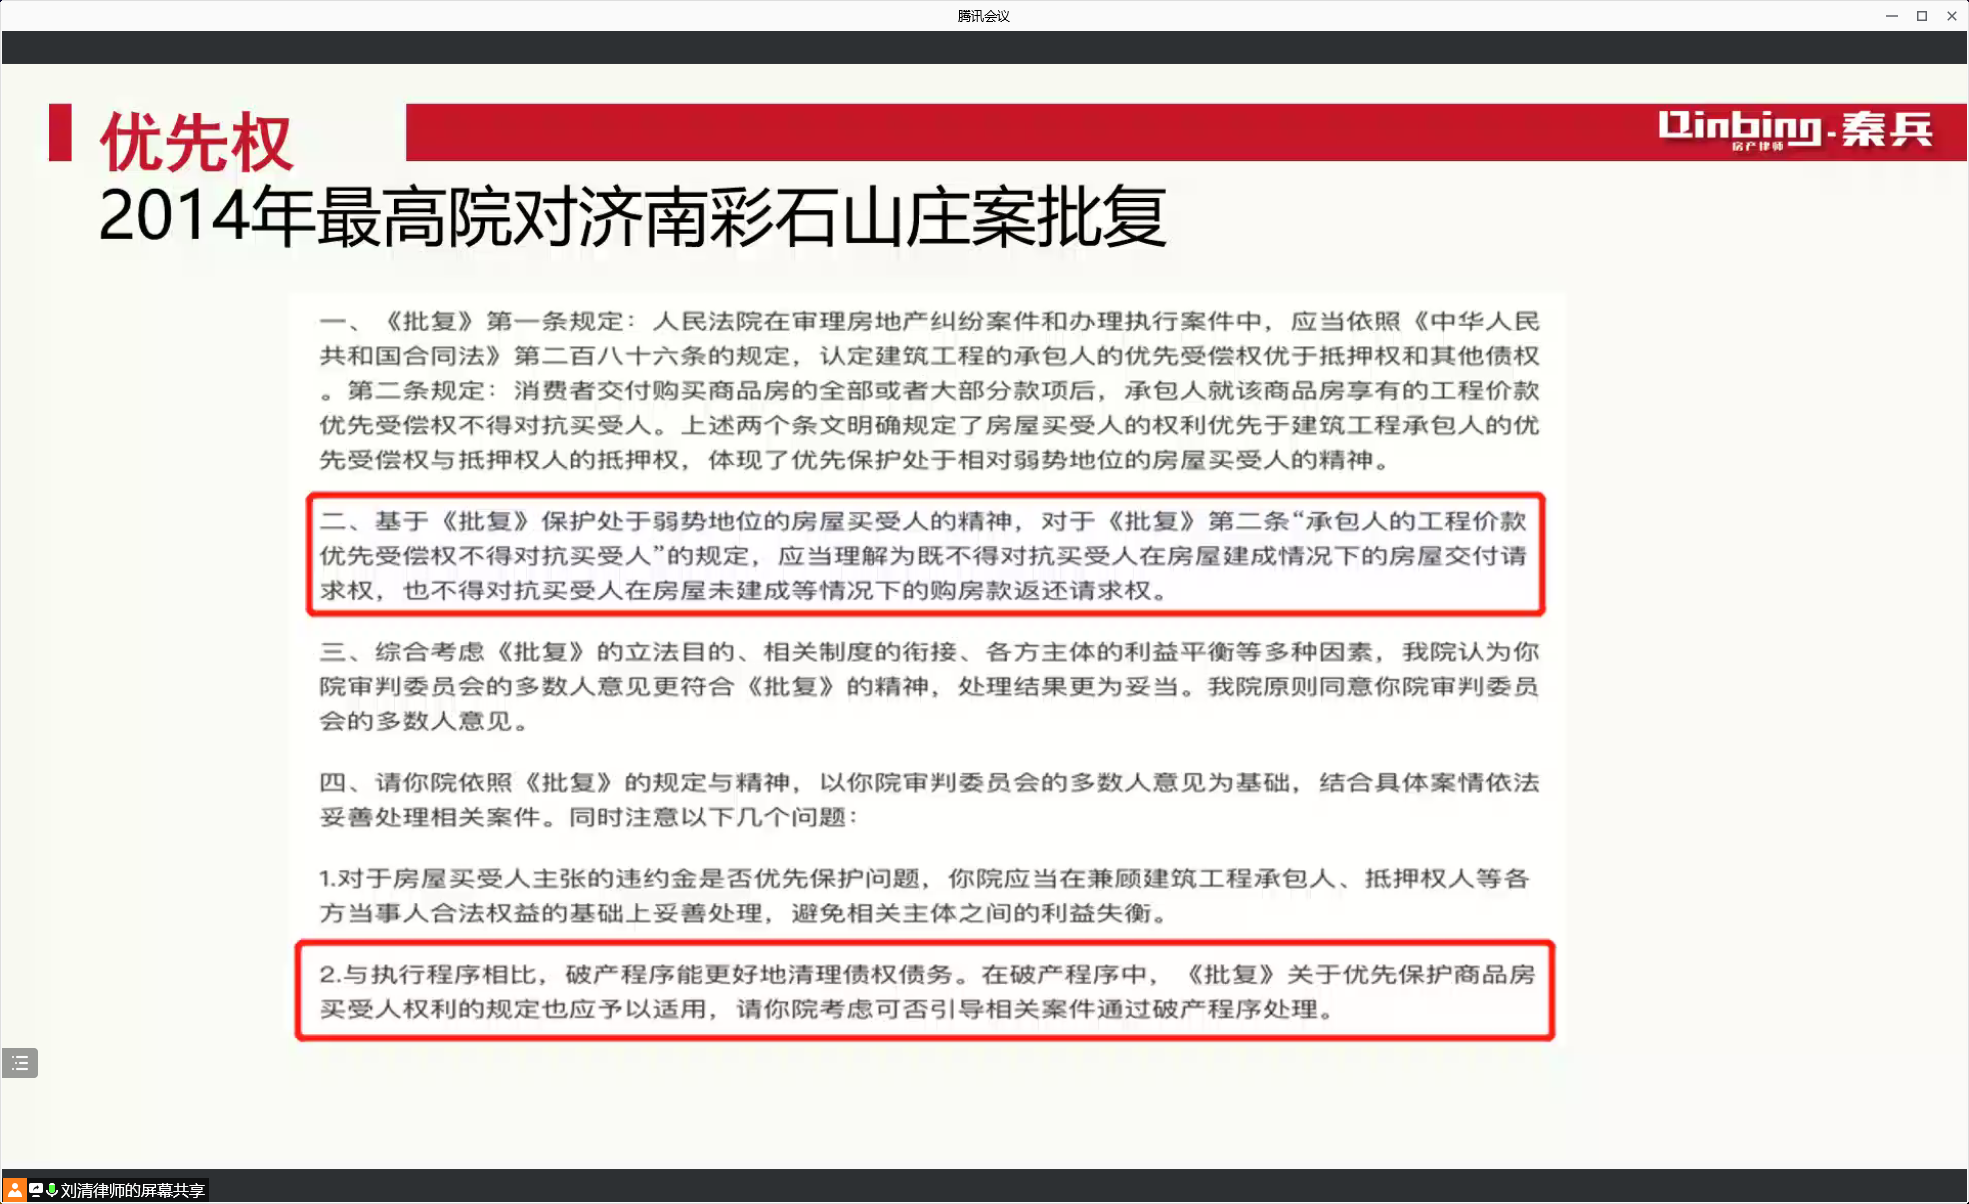 腾讯会议
优先权
Qinbing-秦兵
房产律师
2014年最高院对济南彩石山庄案批复
一、《批复》第一条规定：人民法院在审理房地产纠纷案件和办理执行案件中，应当依照《中华人民
共和国合同法》第二百八十六条的规定，认定建筑工程的承包人的优先受偿权优于抵押权和其他债权
。第二条规定：消费者交付购买商品房的全部或者大部分款项后，承包人就该商品房享有的工程价款
优先受偿权不得对抗买受人。上述两个条文明确规定了房屋买受人的权利优先于建筑工程承包人的优
先受偿权与抵押权人的抵押权，体现了优先保护处于相对弱势地位的房屋买受人的精神。
二、基于《批复》保护处于弱势地位的房屋买受人的精神，对于《批复》第二条“承包人的工程价款
优先受偿权不得对抗买受人”的规定，应当理解为既不得对抗买受人在房屋建成情况下的房屋交付请
求权，也不得对抗买受人在房屋未建成等情况下的购房款返还请求权。
三、综合考虑《批复》的立法目的、相关制度的衔接、各方主体的利益平衡等多种因素，我院认为你
院审判委员会的多数人意见更符合《批复》的精神，处理结果更为妥当。我院原则同意你院审判委员
会的多数人意见。
四、请你院依照《批复》的规定与精神，以你院审判委员会的多数人意见为基础，结合具体案情依法
妥善处理相关案件。同时注意以下几个问题：
1.对于房屋买受人主张的违约金是否优先保护问题，你院应当在兼顾建筑工程承包人、抵押权人等各
方当事人合法权益的基础上妥善处理，避免相关主体之间的利益失衡。
2.与执行程序相比，破产程序能更好地清理债权债务。在破产程序中，《批复》关于优先保护商品房
买受人权利的规定也应予以适用，请你院考虑可否引导相关案件通过破产程序处理。
刘清律师的屏幕共享